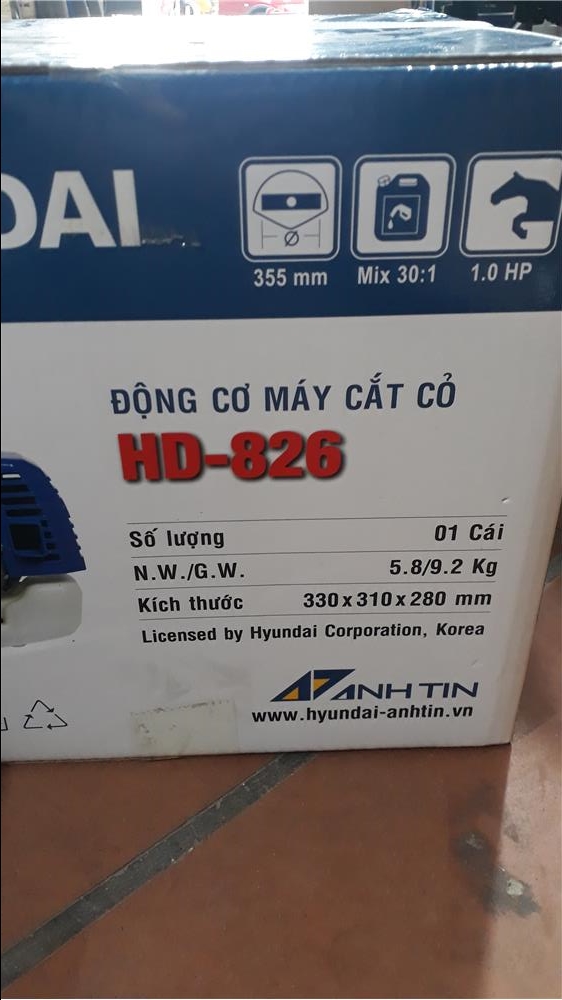 DAI
355 mm Mix 30:1 1.0 HP
ĐỘNG CƠ MÁY CẮT CỎ
HD-826
Số lượng 01 Cái
N.W./G.W. 5.8/9.2 Kg
Kích thước 330 x 310 x 280 mm
Licensed by Hyundai Corporation, Korea
ANH TIN
www.hyundai-anhtin.vn